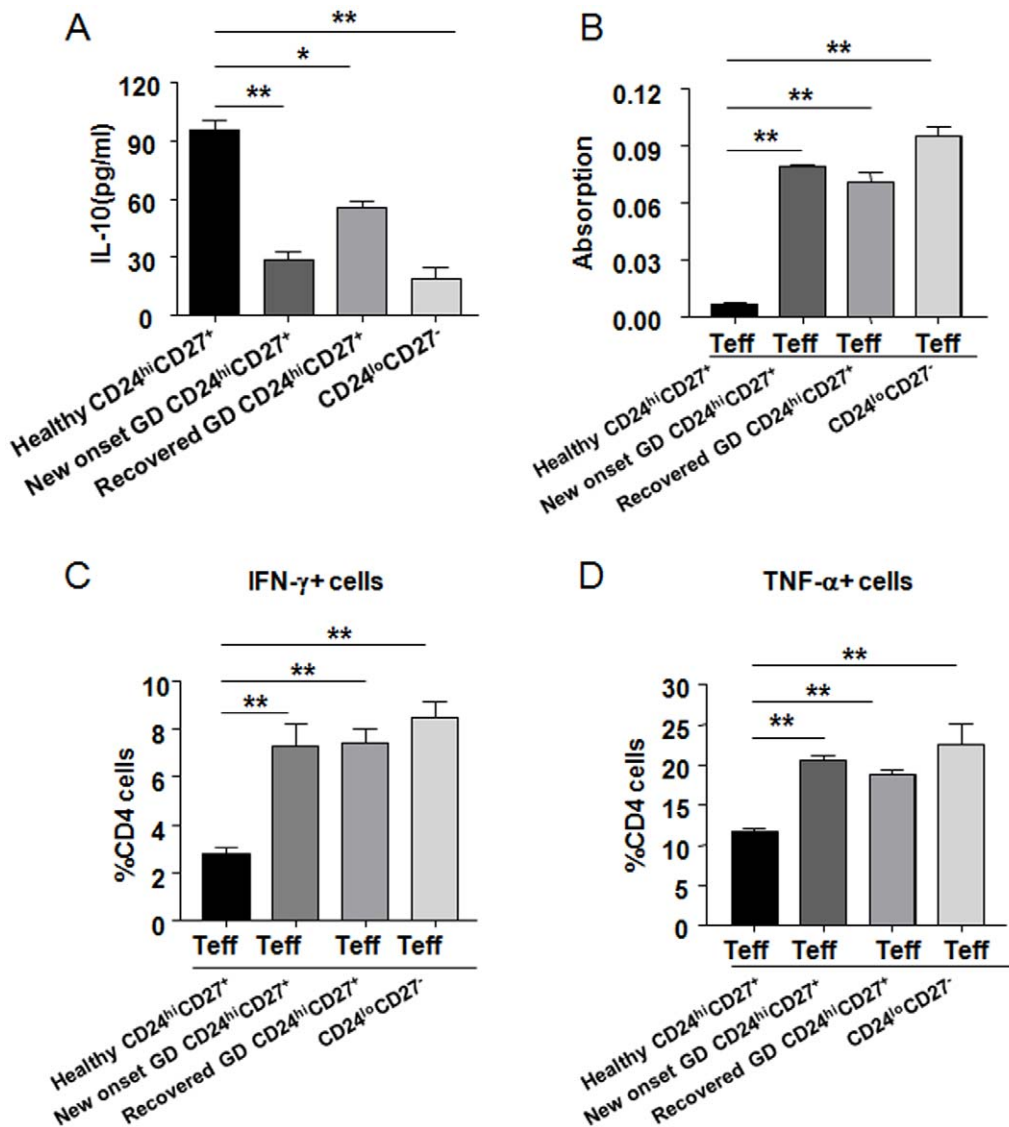 A
**
*
**
120
90
60
30
0
IL-10(pg/ml)
Healthy CD24hiCD27+
New onset GD CD24hiCD27+
Recovered GD CD24hiCD27+
CD24loCD27-
B
**
**
**
0.12
0.09
0.06
0.03
0.00
Absorption
Teff Teff Teff Teff
Healthy CD24hiCD27+
New onset GD CD24hiCD27+
Recovered GD CD24hiCD27+
CD24loCD27-
C
IFN-γ+ cells
**
**
**
10
8
6
4
2
0
%CD4 cells
Teff Teff Teff Teff
Healthy CD24hiCD27+
New onset GD CD24hiCD27+
Recovered GD CD24hiCD27+
CD24loCD27-
D
TNF-α+ cells
**
**
**
30
25
20
15
10
5
0
%CD4 cells
Teff Teff Teff Teff
Healthy CD24hiCD27+
New onset GD CD24hiCD27+
Recovered GD CD24hiCD27+
CD24loCD27-